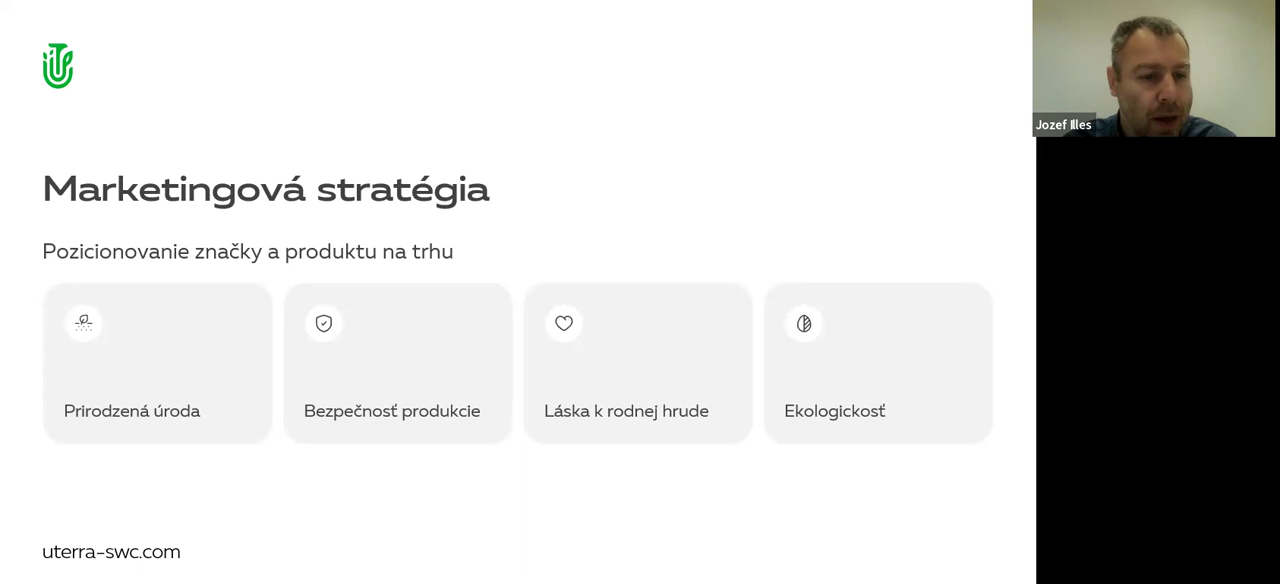 Marketingová stratégia
Pozicionovanie značky a produktu na trhu
Prirodzená úroda
Bezpečnosť produkcie
Láska k rodnej hrude
Ekologickosť
uterra-swc.com
Jozef Illes